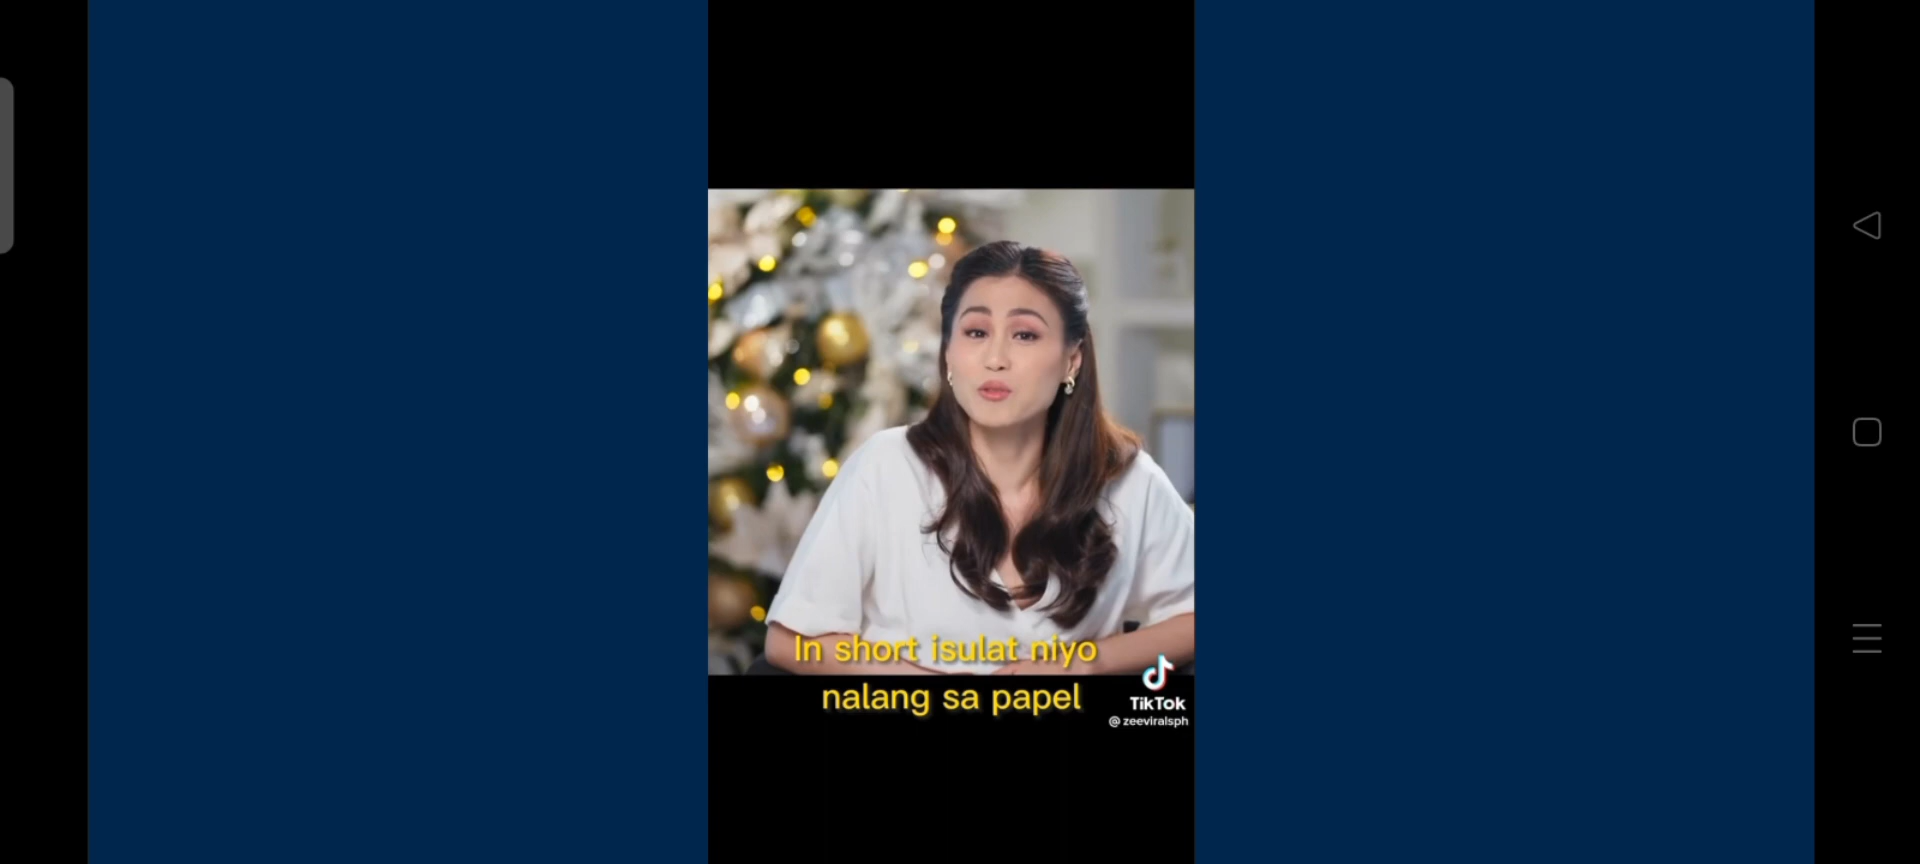 In short isulat niyo
nalang sa papel
TikTok
@ zeeviralsph